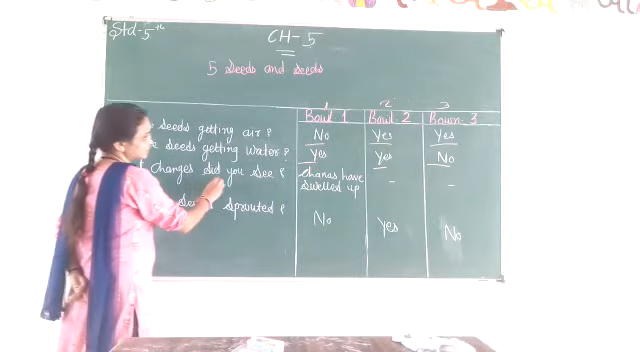 Std-5th
CH-5
5 Seeds and Seeds
1 2 3
Bowl 1 Bowl 2 Bown 3
Seeds getting air? No Yes Yes
Seeds getting water? Yes Yes No
Changes did you see? Chanas have - -
swelled up
Sprouted? No Yes No